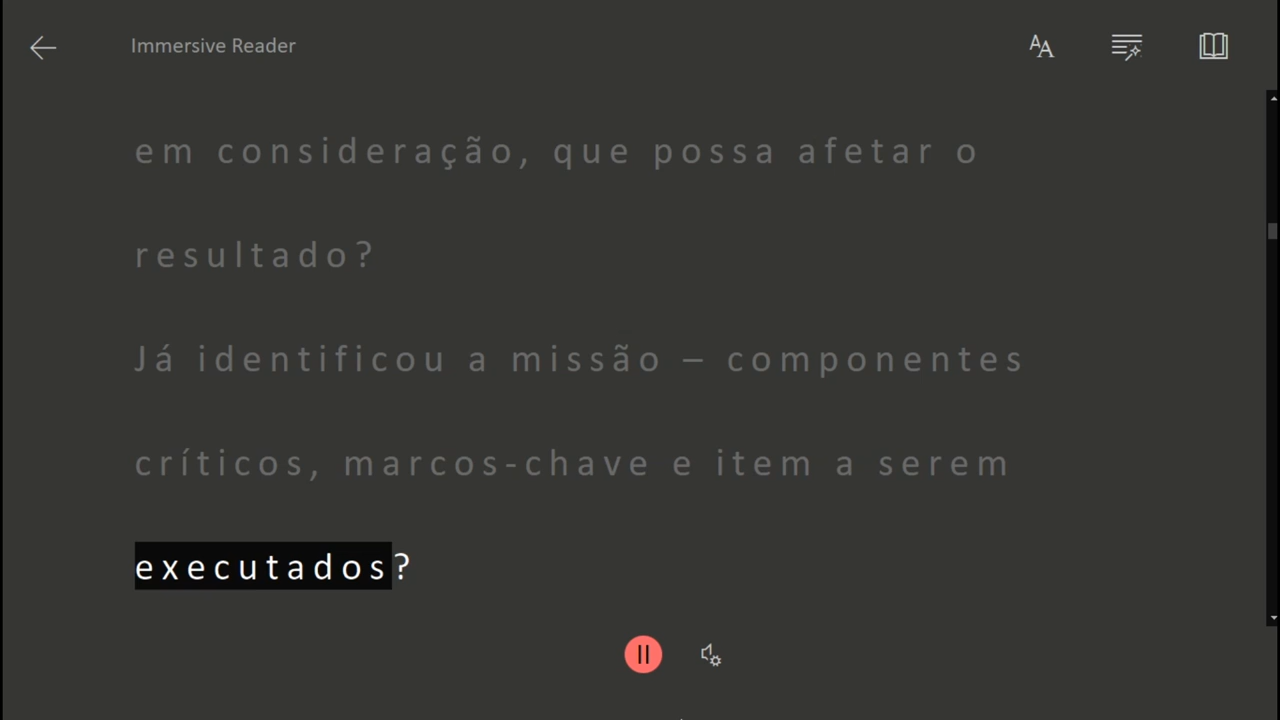 Immersive Reader
em consideração, que possa afetar o
resultado?
Já identificou a missão – componentes
críticos, marcos-chave e item a serem
executados?